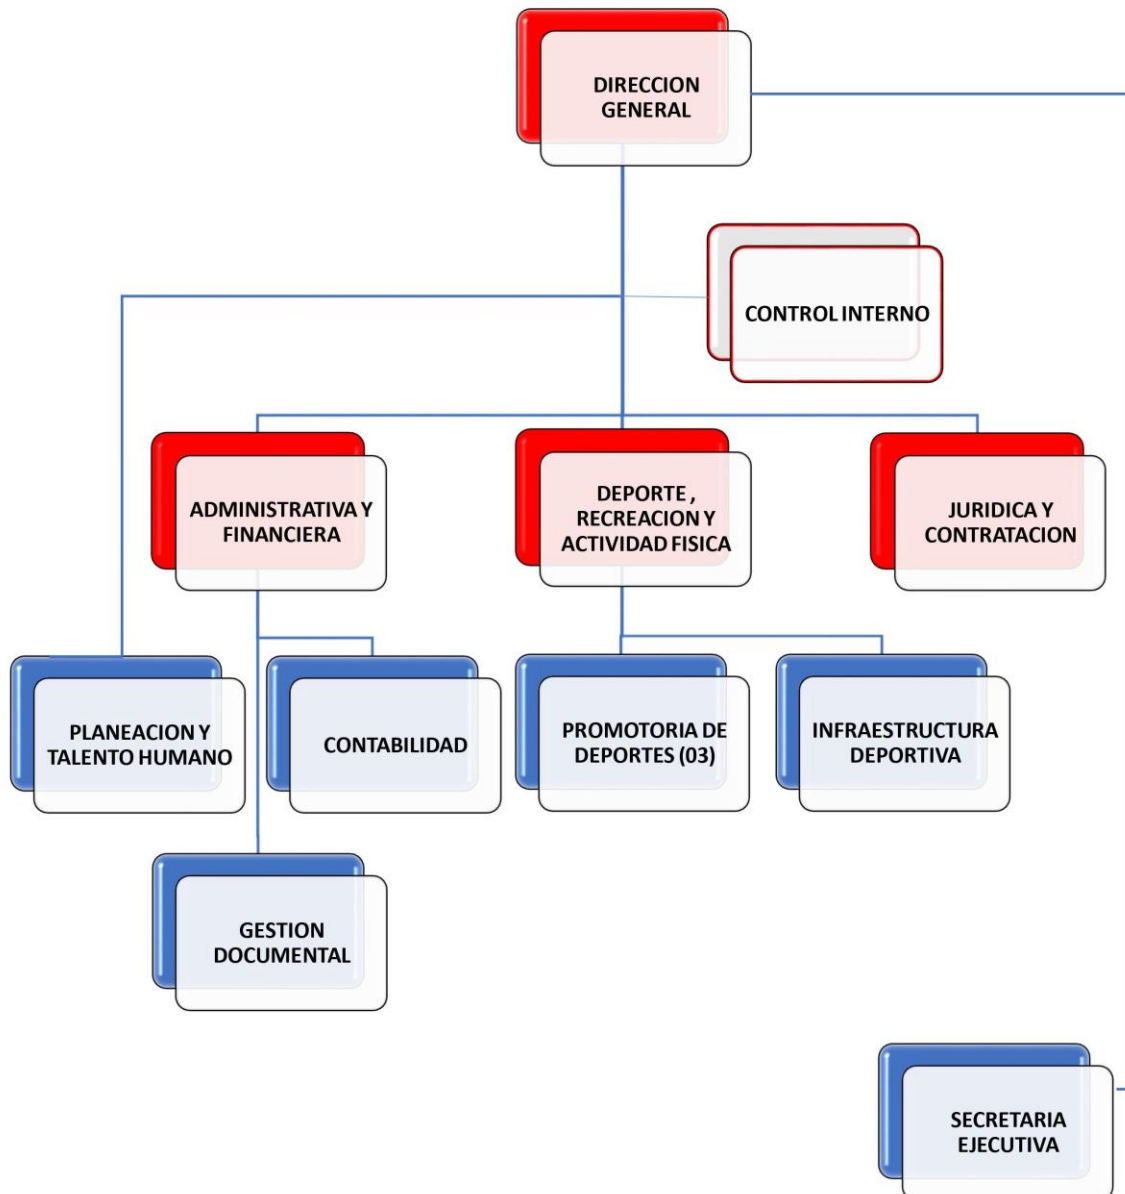 DIRECCION
GENERAL
CONTROL INTERNO
ADMINISTRATIVA Y
FINANCIERA
DEPORTE ,
RECREACION Y
ACTIVIDAD FISICA
JURIDICA Y
CONTRATACION
PLANEACION Y
TALENTO HUMANO
CONTABILIDAD
PROMOTORIA DE
DEPORTES (03)
INFRAESTRUCTURA
DEPORTIVA
GESTION
DOCUMENTAL
SECRETARIA
EJECUTIVA